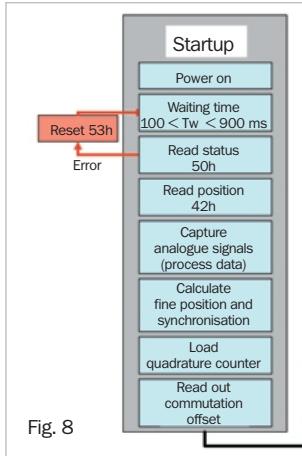 Startup
Power on
Waiting time
100 < Tw < 900 ms
Reset 53h
Read status
50h
Error
Read position
42h
Capture
analogue signals
(process data)
Calculate
fine position and
synchronisation
Load
quadrature counter
Read out
commutation
offset
Fig. 8